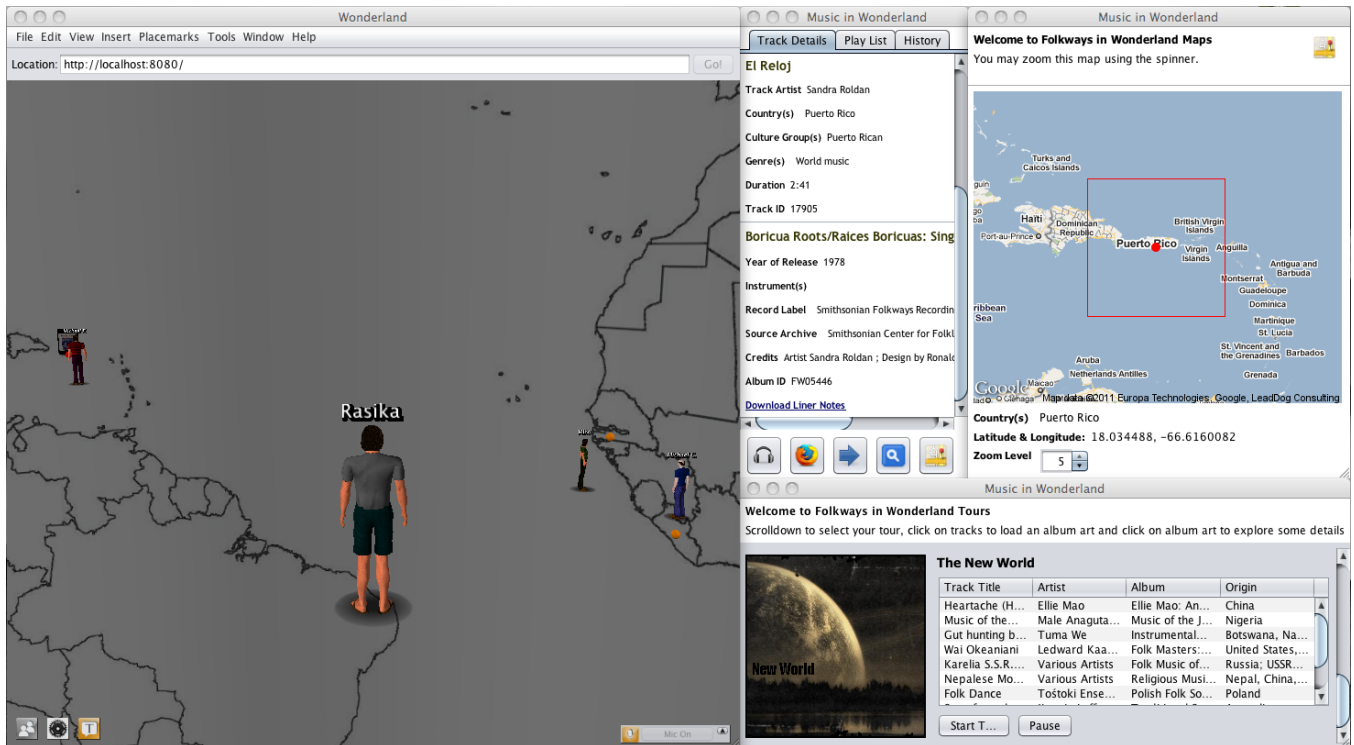 Wonderland
File Edit View Insert Placemarks Tools Window Help
Location: http://localhost:8080/ Go!
Rasika
Mic On
Music in Wonderland
Track Details Play List History
El Reloj
Track Artist Sandra Roldan
Country(s) Puerto Rico
Culture Group(s) Puerto Rican
Genre(s) World music
Duration 2:41
Track ID 17905
Boricua Roots/Raices Boricuas: Sing
Year of Release 1978
Instrument(s)
Record Label Smithsonian Folkways Recordin
Source Archive Smithsonian Center for Folkl
Credits Artist Sandra Roldan ; Design by Ronald
Album ID FW05446
Download Liner Notes
Music in Wonderland
Welcome to Folkways in Wonderland Maps
You may zoom this map using the spinner.
Turks and
Caicos Islands
Haiti
Dominican
Republic
Port-au-Prince
Puerto Rico
British Virgin
Islands
Virgin
Islands
Anguilla
Antigua and
Barbuda
Montserrat
Guadeloupe
Dominica
Martinique
St. Lucia
St. Vincent and
the Grenadines
Barbados
Grenada
ribbean
Sea
Aruba
Netherlands Antilles
Macao
Google
Map data ©2011 Europa Technologies, Google, LeadDog Consulting
Country(s) Puerto Rico
Latitude & Longitude: 18.034488, -66.6160082
Zoom Level 5
Music in Wonderland
Welcome to Folkways in Wonderland Tours
Scrolldown to select your tour, click on tracks to load an album art and click on album art to explore some details
New World
The New World
Track Title Artist Album Origin
Heartache (H... Ellie Mao Ellie Mao: An... China
Music of the... Male Anaguta... Music of the J... Nigeria
Gut hunting b... Tuma We Instrumental... Botswana, Na...
Wai Okeaniani Ledward Kaa... Folk Masters:... United States,...
Karelia S.S.R.... Various Artists Folk Music of... Russia; USSR...
Nepalese Mo... Various Artists Religious Musi... Nepal, China,...
Folk Dance Tośtoki Ense... Polish Folk So... Poland
Start T... Pause